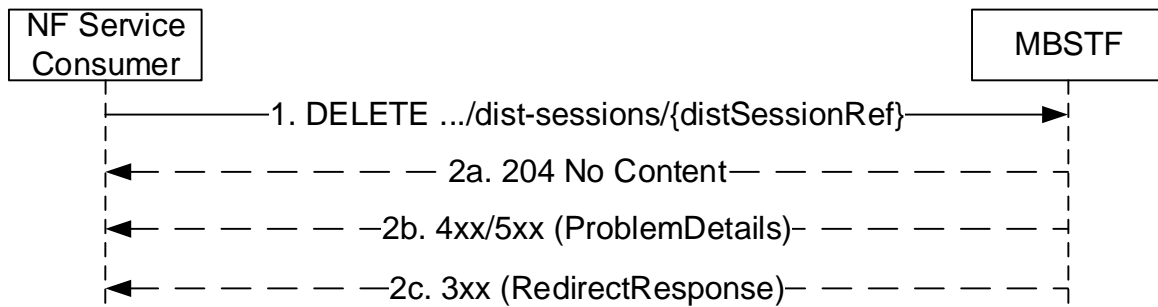 NF Service
Consumer
MBSTF
1. DELETE .../dist-sessions/{distSessionRef}
2a. 204 No Content
2b. 4xx/5xx (ProblemDetails)
2c. 3xx (RedirectResponse)